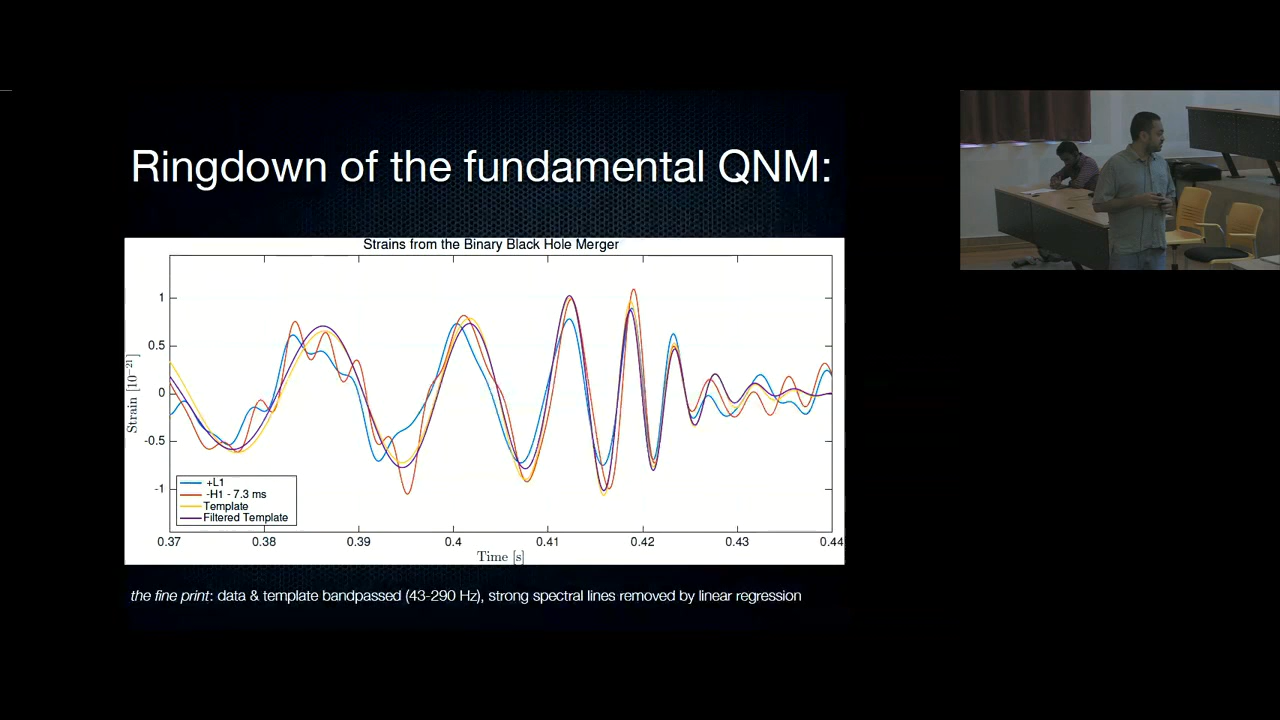 Ringdown of the fundamental QNM:
Strains from the Binary Black Hole Merger
1
0.5
0
-0.5
-1
Strain [10⁻²¹]
+L1
-H1 - 7.3 ms
Template
Filtered Template
0.37 0.38 0.39 0.4 0.41 0.42 0.43 0.44
Time [s]
the fine print: data & template bandpassed (43-290 Hz), strong spectral lines removed by linear regression